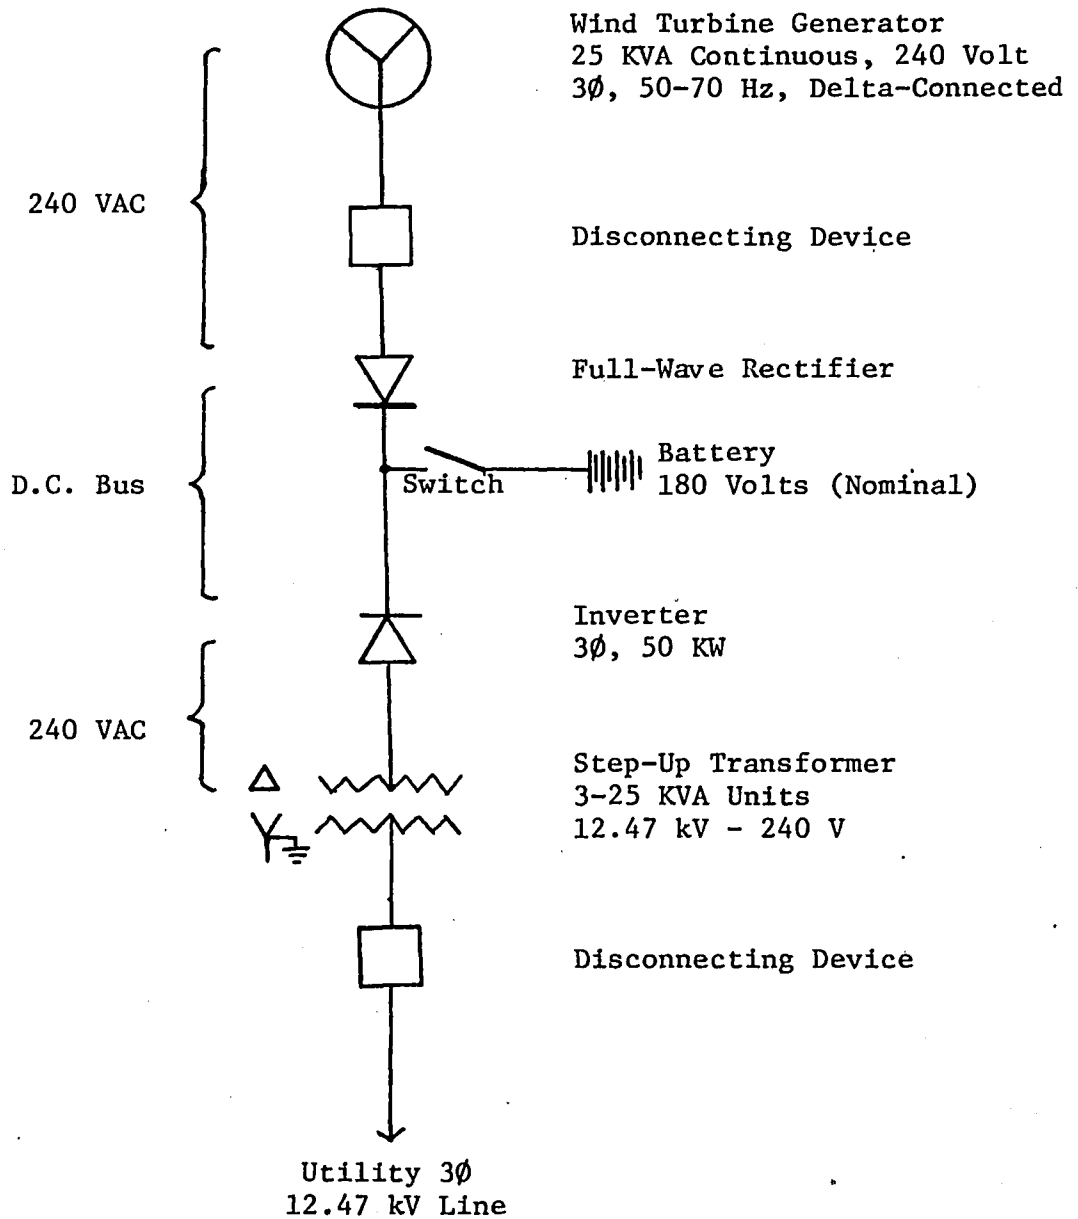 Wind Turbine Generator
25 KVA Continuous, 240 Volt
3Ø, 50-70 Hz, Delta-Connected
240 VAC
Disconnecting Device
Full-Wave Rectifier
D.C. Bus
Switch
Battery
180 Volts (Nominal)
Inverter
3Ø, 50 KW
240 VAC
Step-Up Transformer
3-25 KVA Units
12.47 kV - 240 V
Disconnecting Device
Utility 3Ø
12.47 kV Line